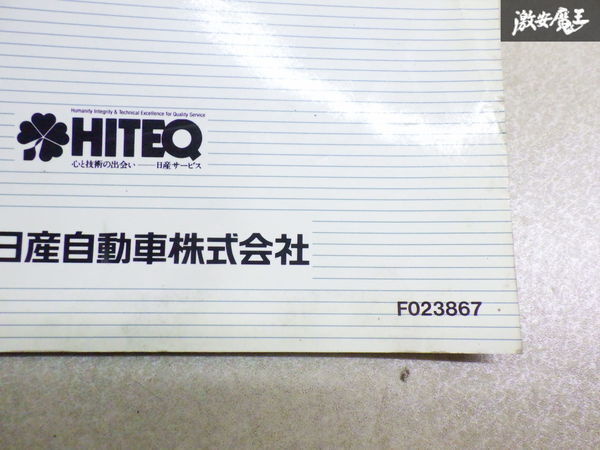 激安魔王
Humanity Integrity & Technical Excellence for Quality Service
HITEQ
心と技術の出会い──日産サービス
日産自動車株式会社
F023867